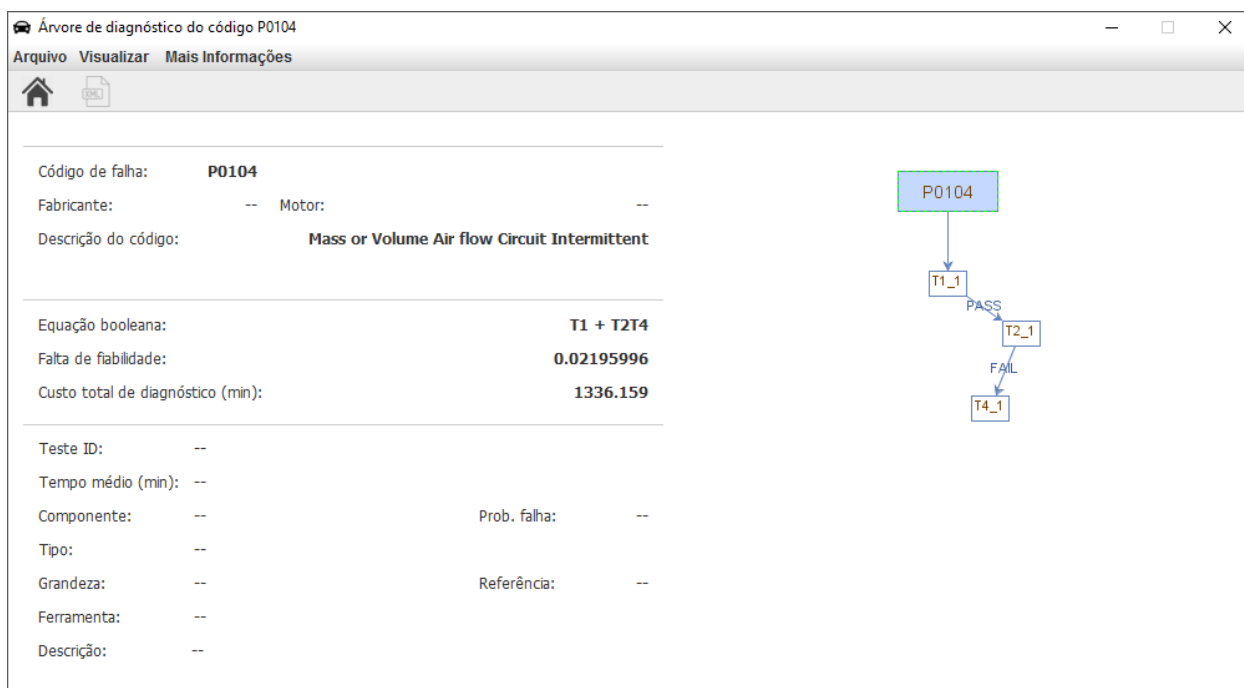 Árvore de diagnóstico do código P0104
Arquivo Visualizar Mais Informações
XML
Código de falha: P0104
Fabricante: -- Motor: --
Descrição do código: Mass or Volume Air flow Circuit Intermittent
Equação booleana: T1 + T2T4
Falta de fiabilidade: 0.02195996
Custo total de diagnóstico (min): 1336.159
Teste ID: --
Tempo médio (min): --
Componente: -- Prob. falha: --
Tipo: --
Grandeza: -- Referência: --
Ferramenta: --
Descrição: --
P0104
T1_1
PASS
T2_1
FAIL
T4_1